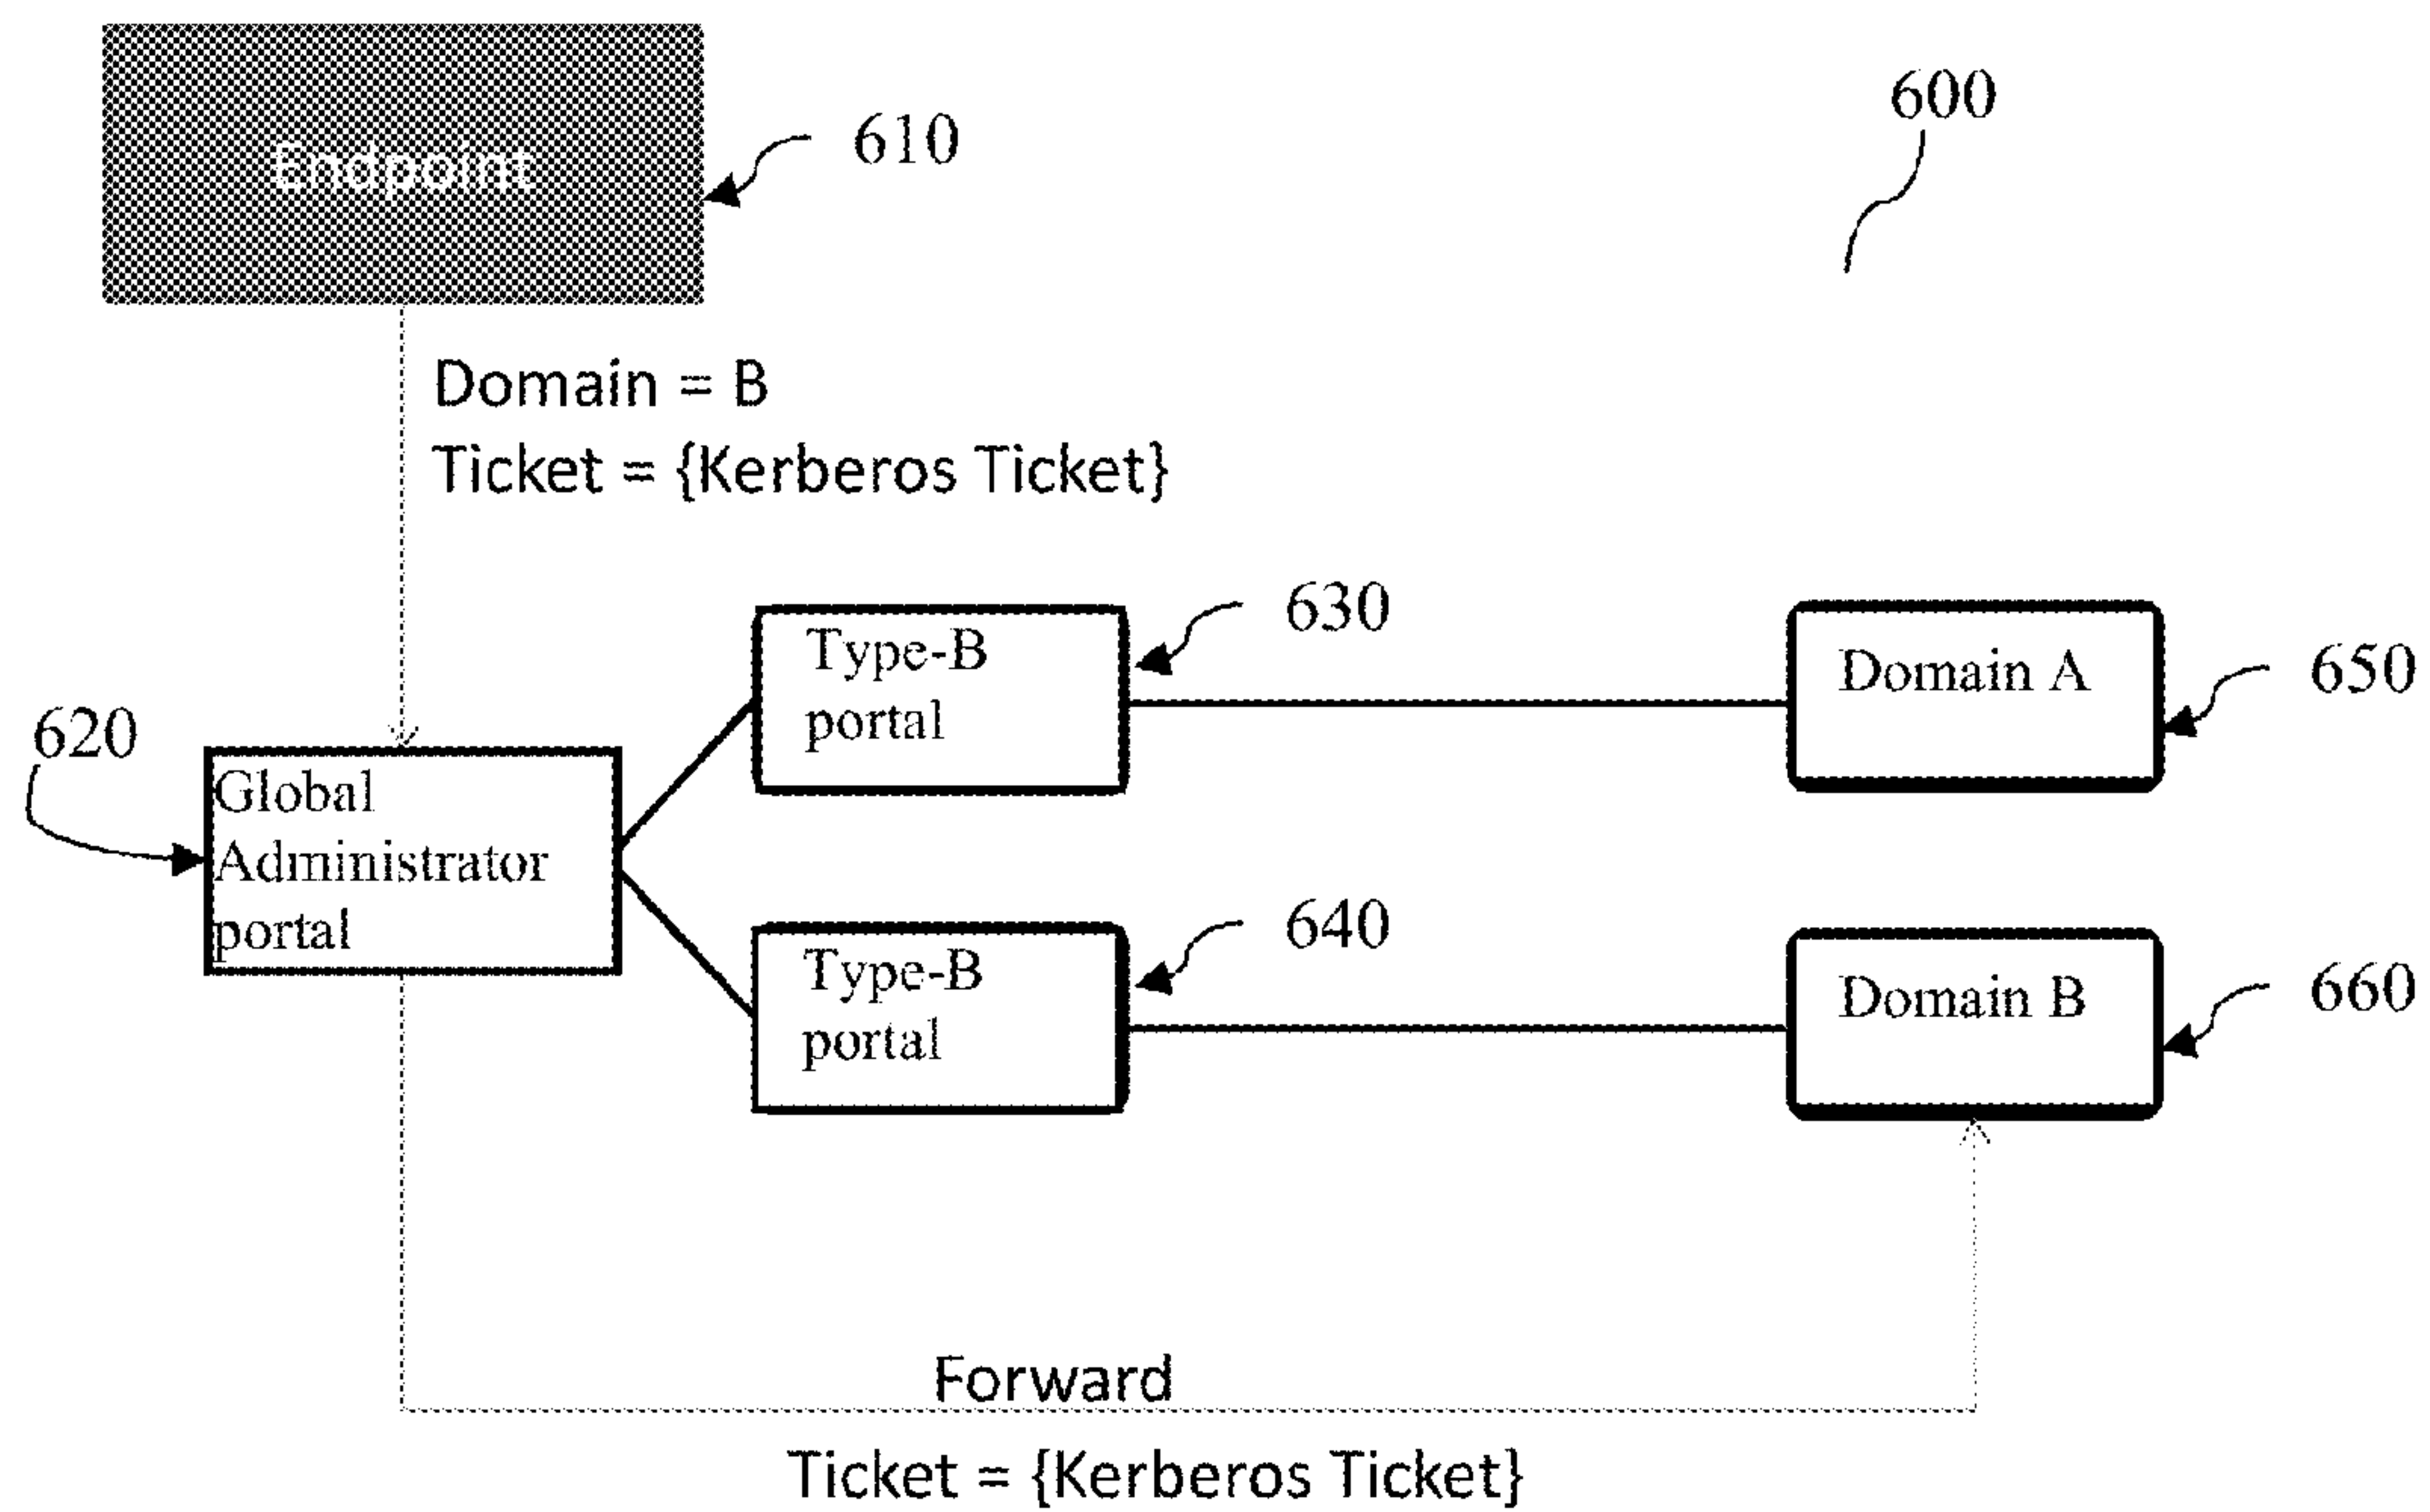 600
Endpoint
610
Domain = B
Ticket = {Kerberos Ticket}
630
Type-B
portal
Domain A
650
620
Global
Administrator
portal
640
Type-B
portal
Domain B
660
Forward
Ticket = {Kerberos Ticket}